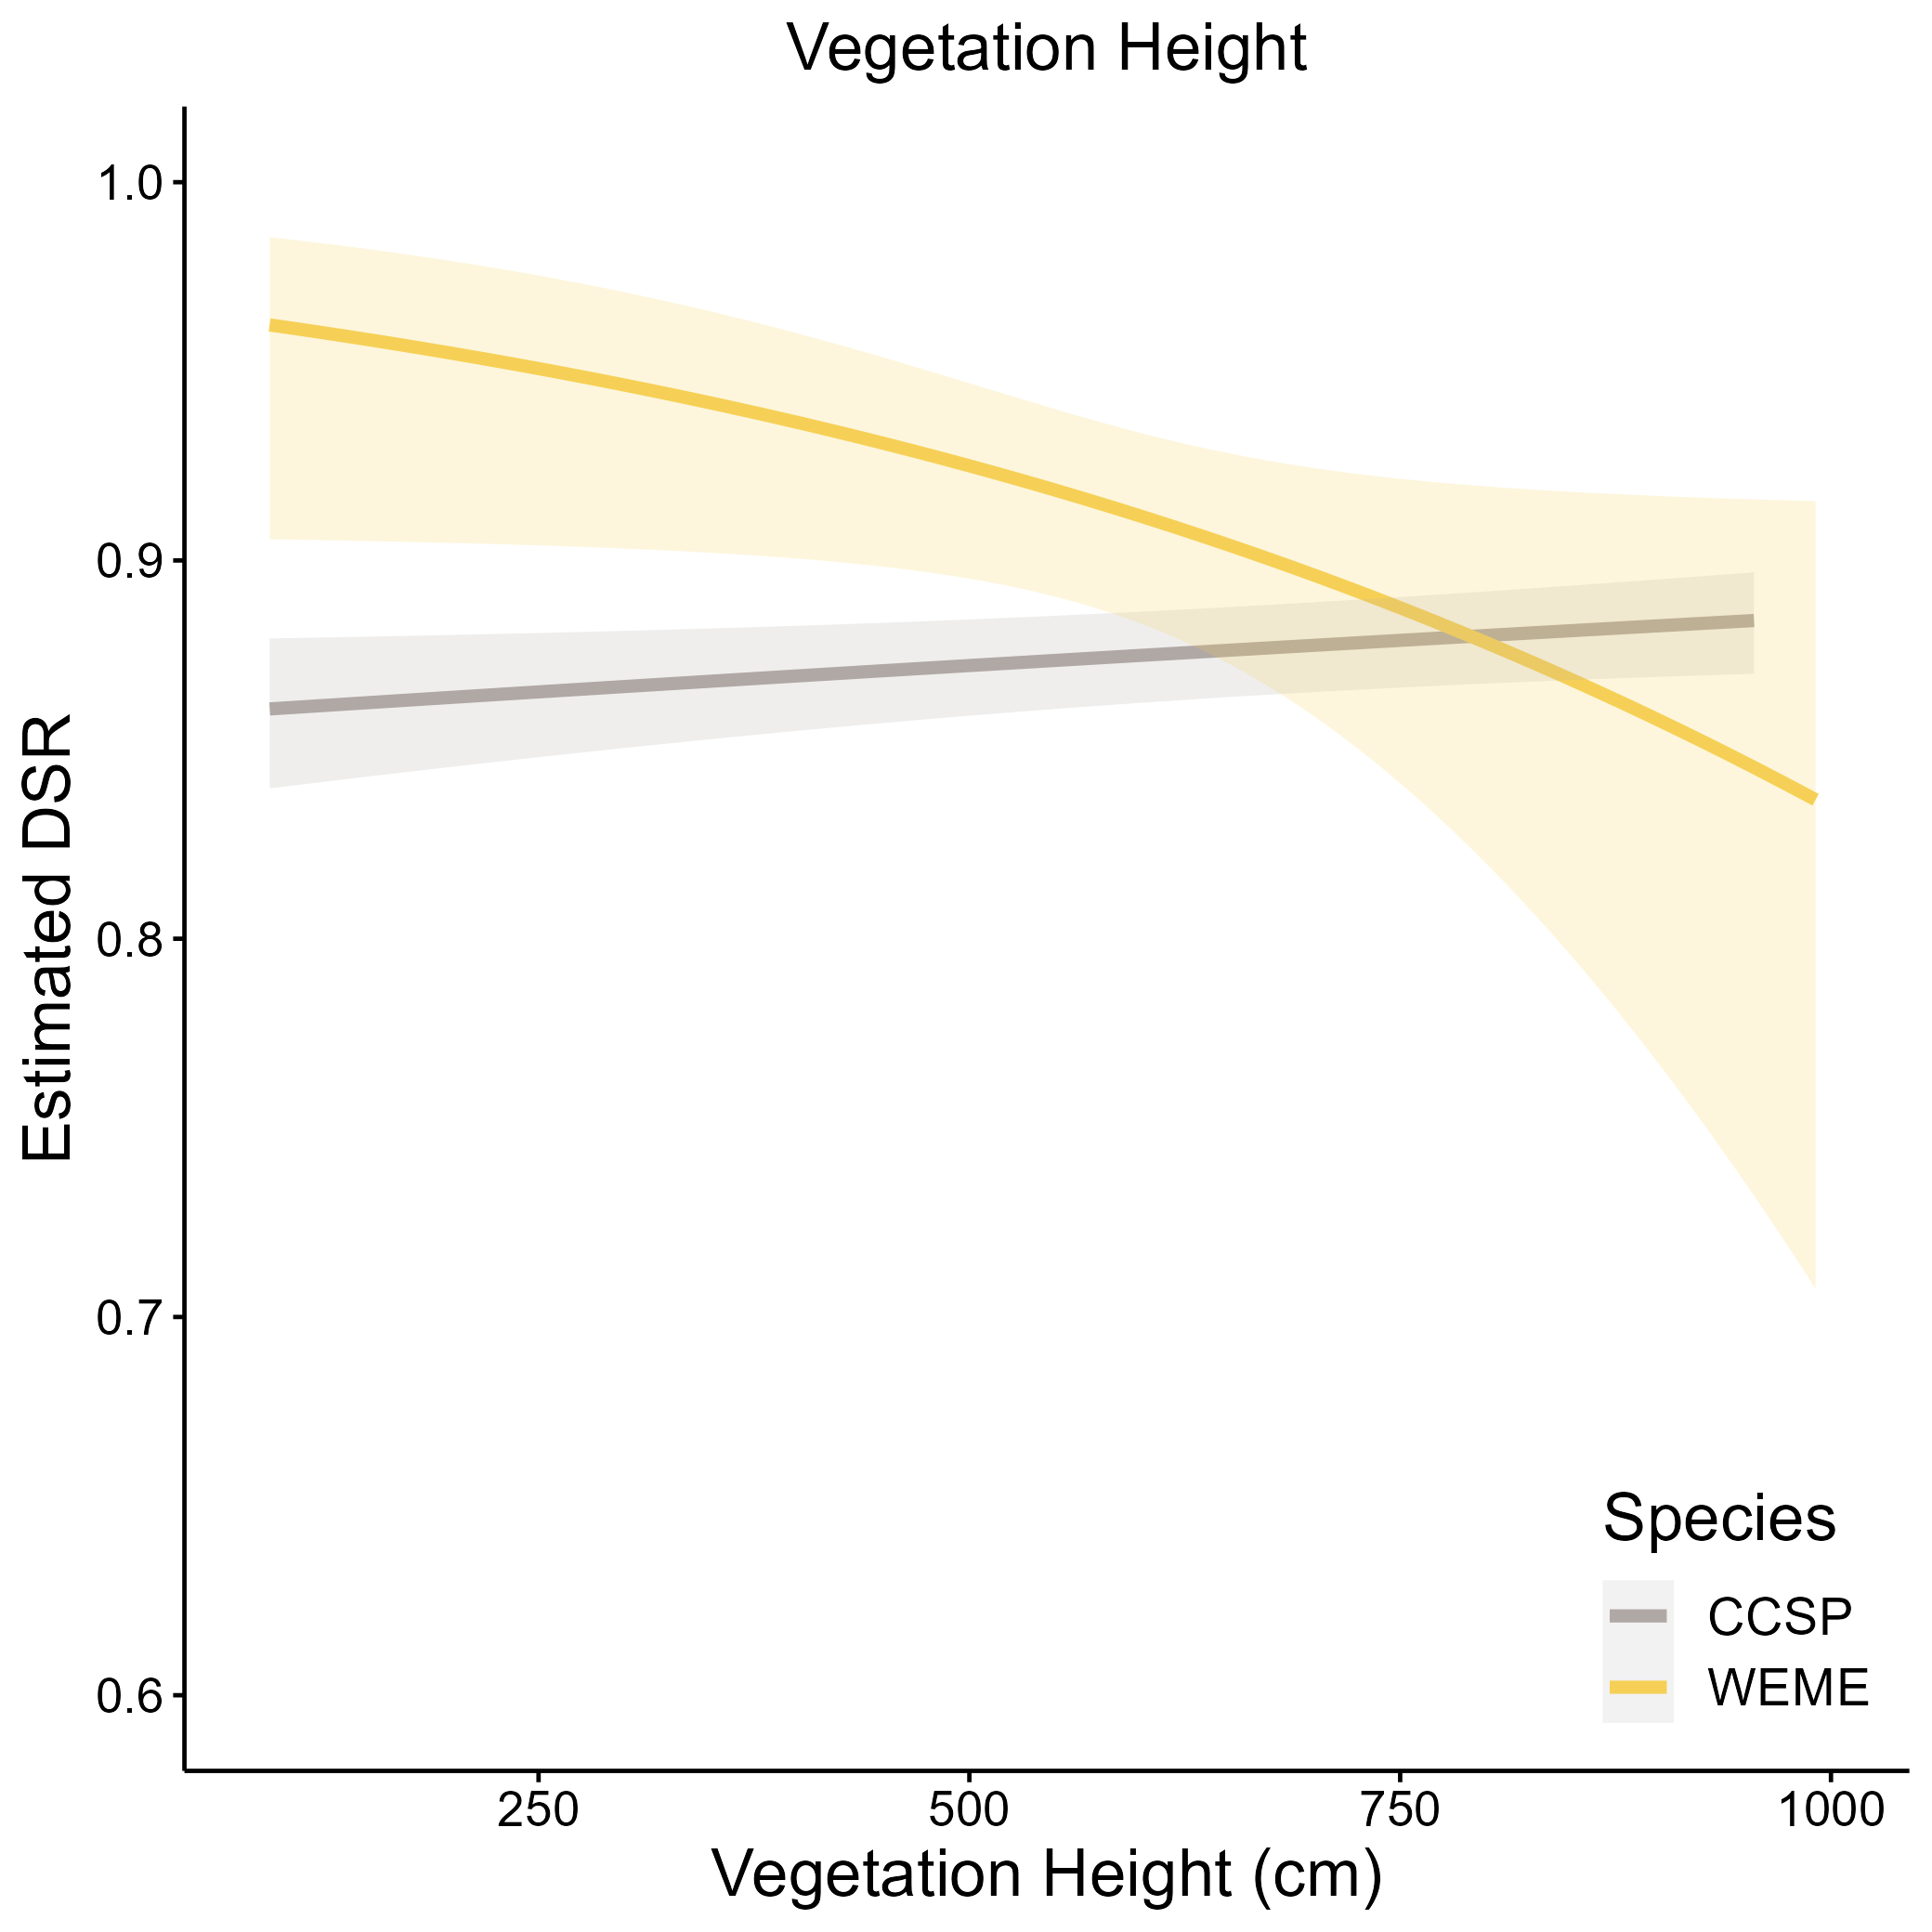 Vegetation Height
Estimated DSR
1.0
0.9
0.8
0.7
0.6
250
500
750
1000
Vegetation Height (cm)
Species
CCSP
WEME